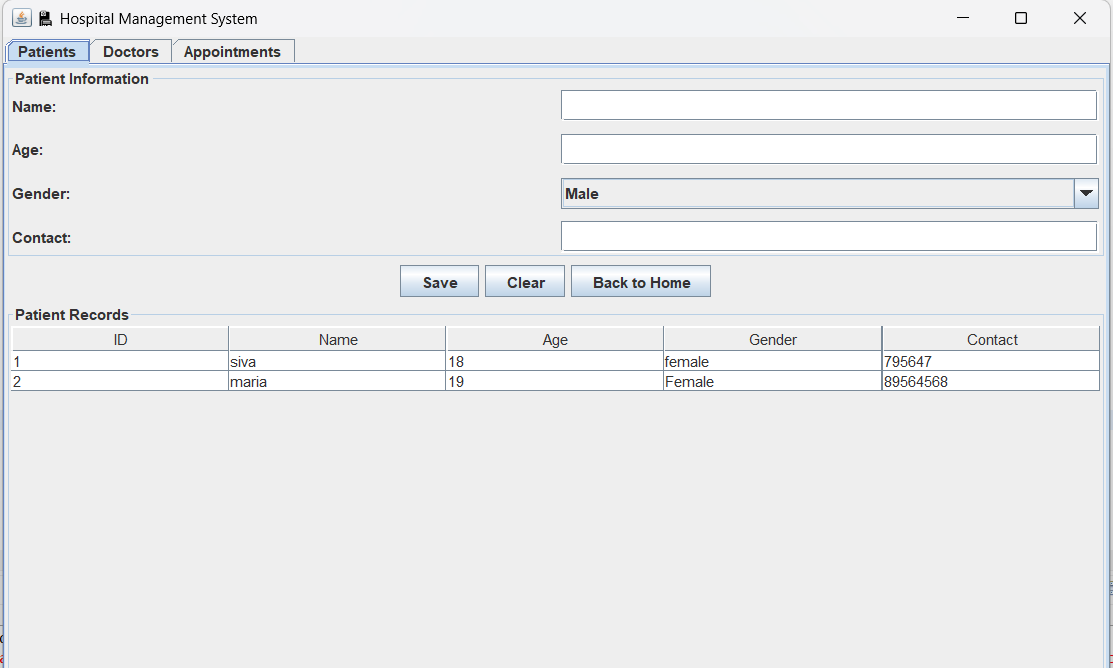 Hospital Management System
Patients Doctors Appointments
Patient Information
Name:
Age:
Gender: Male
Contact:
Save Clear Back to Home
Patient Records
ID Name Age Gender Contact
1 siva 18 female 795647
2 maria 19 Female 89564568